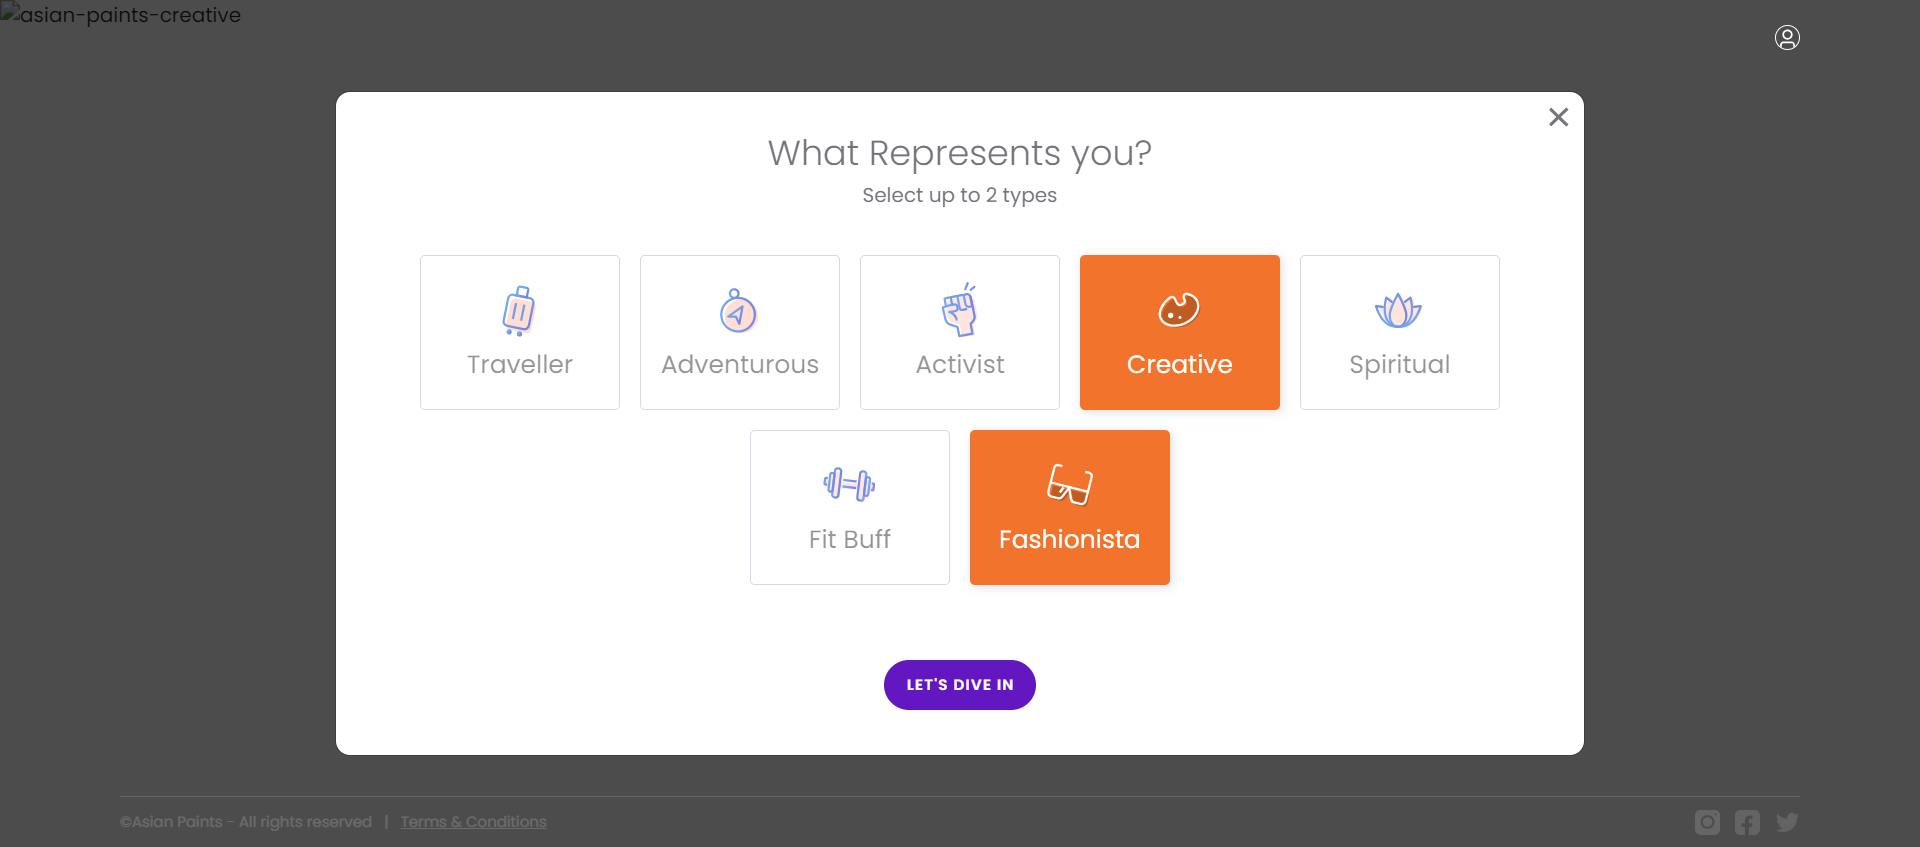 asian-paints-creative
What Represents you?
Select up to 2 types
Traveller
Adventurous
Activist
Creative
Spiritual
Fit Buff
Fashionista
LET'S DIVE IN
©Asian Paints - All rights reserved | Terms & Conditions